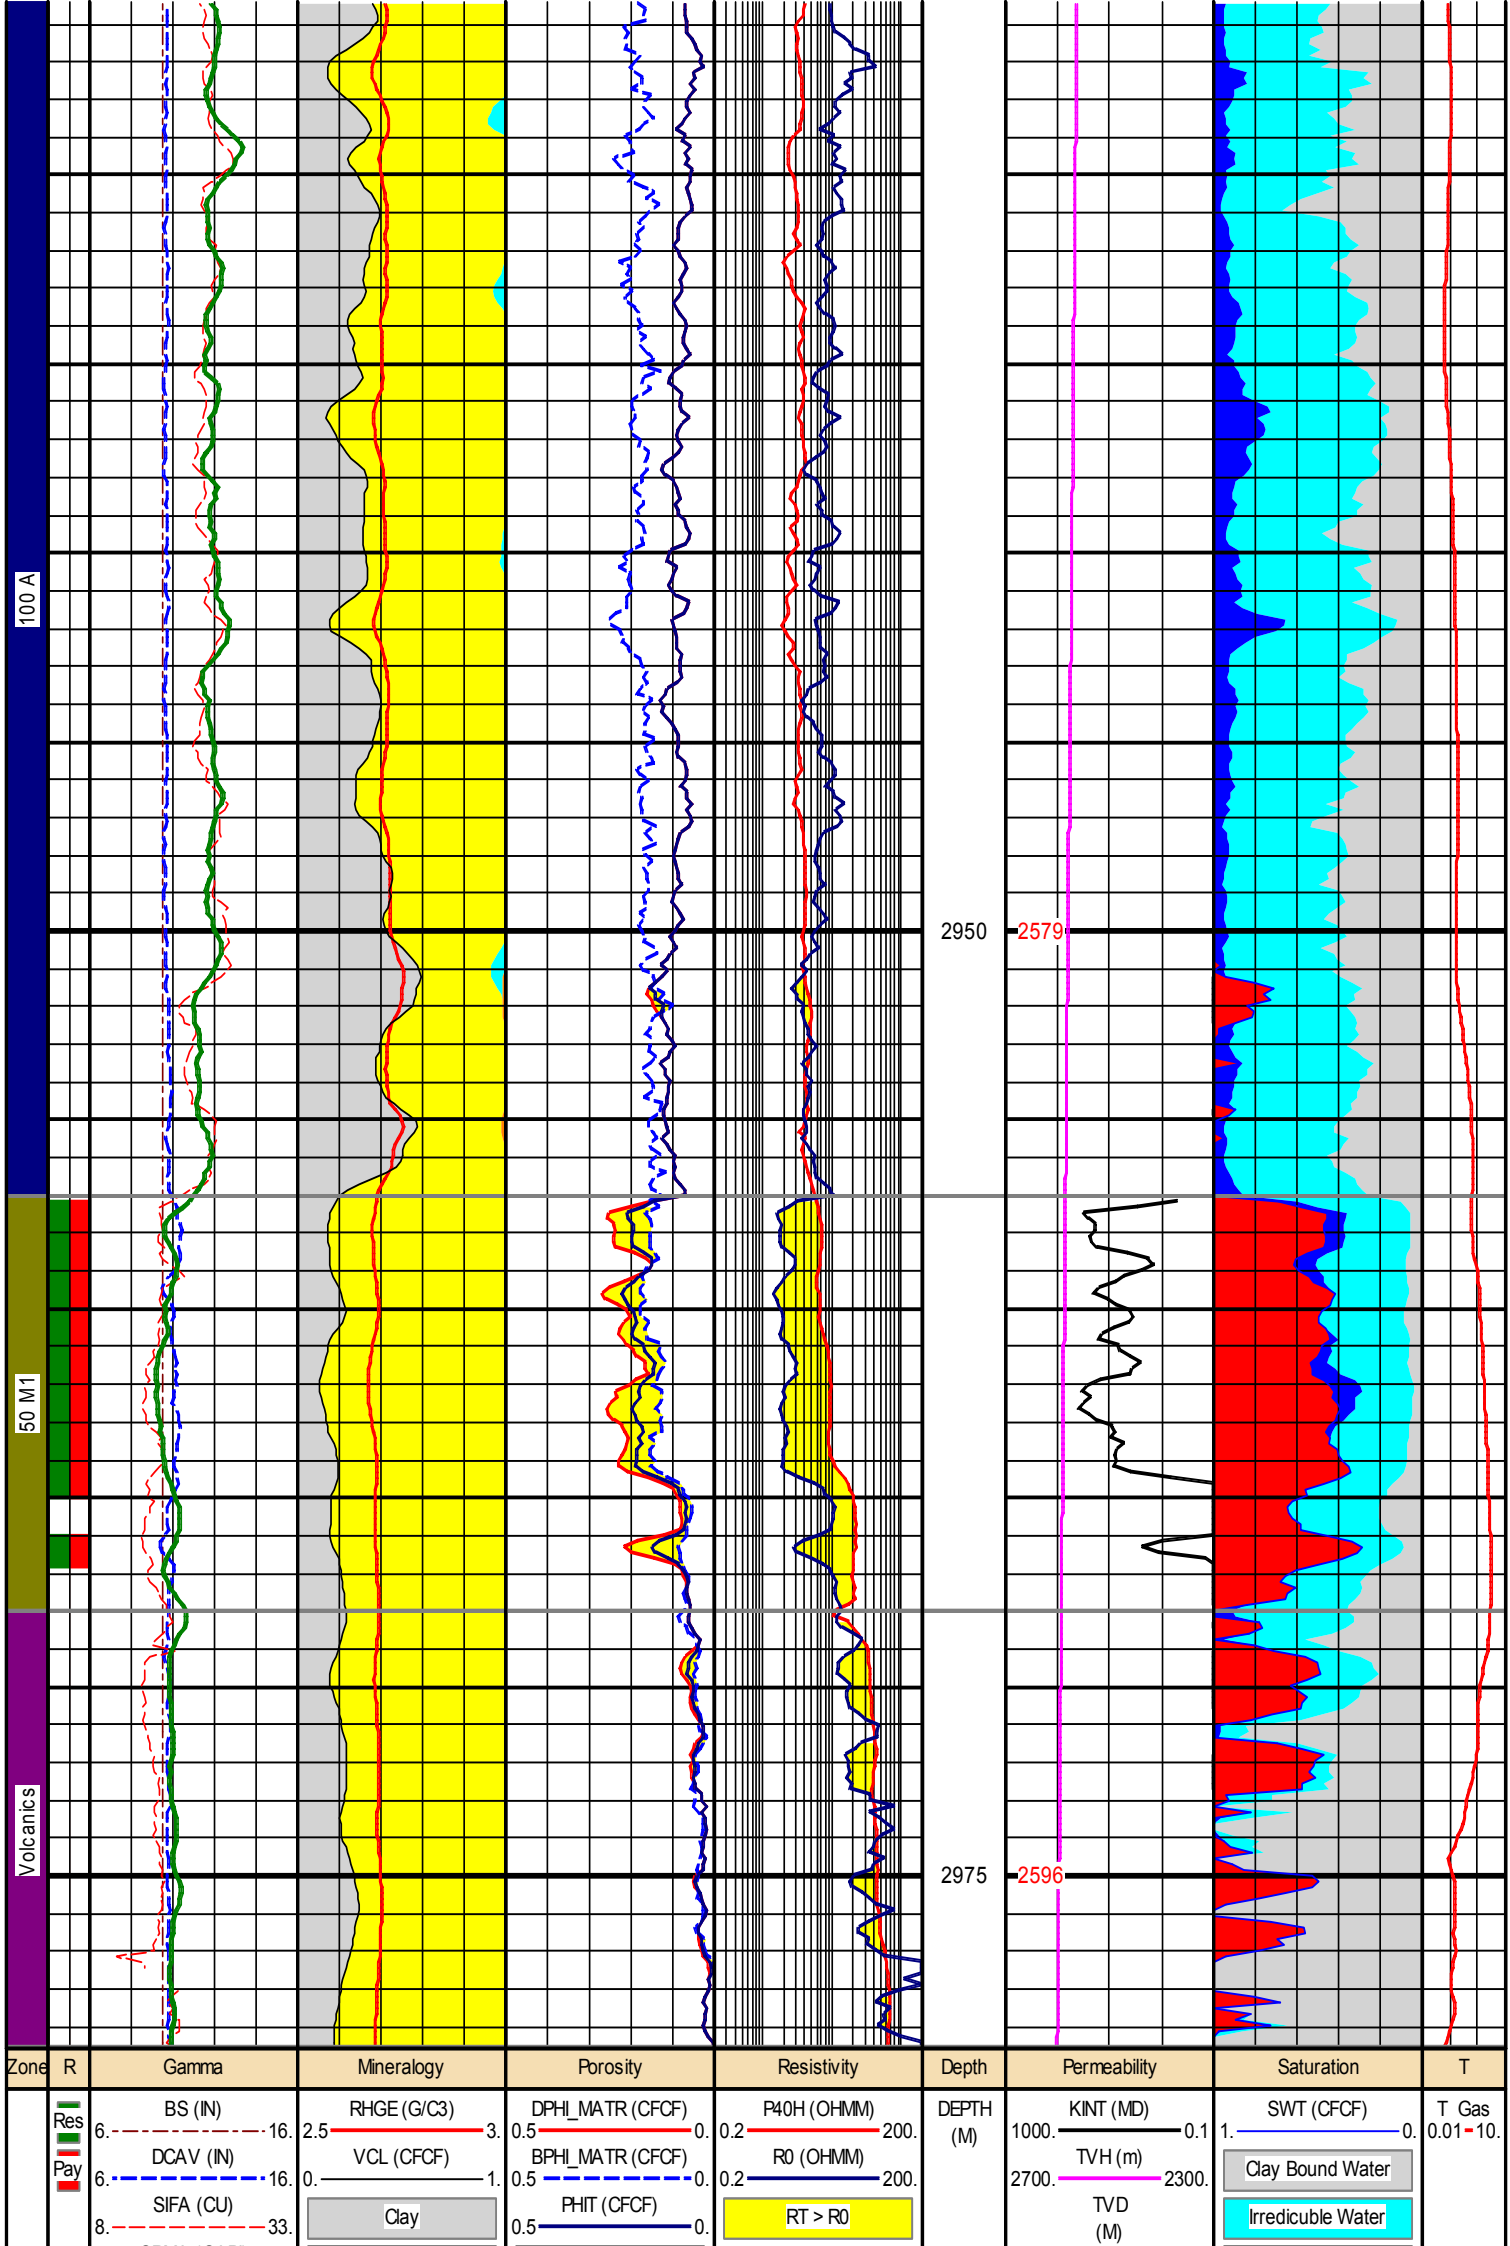 100 A
2950
2579
50 M1
Volcanics
2975
2596
Zone R Gamma Mineralogy Porosity Resistivity Depth Permeability Saturation T
Res
Pay
BS (IN)
6. 16.
DCAV (IN)
6. 16.
SIFA (CU)
8. 33.
RHGE (G/C3)
2.5 3.
VCL (CFCF)
0. 1.
Clay
DPHI_MATR (CFCF)
0.5 0.
BPHI_MATR (CFCF)
0.5 0.
PHIT (CFCF)
0.5 0.
P40H (OHMM)
0.2 200.
R0 (OHMM)
0.2 200.
RT > R0
DEPTH
(M)
KINT (MD)
1000. 0.1
TVH (m)
2700. 2300.
TVD
(M)
SWT (CFCF)
1. 0.
Clay Bound Water
Irredicuble Water
T Gas
0.01 10.